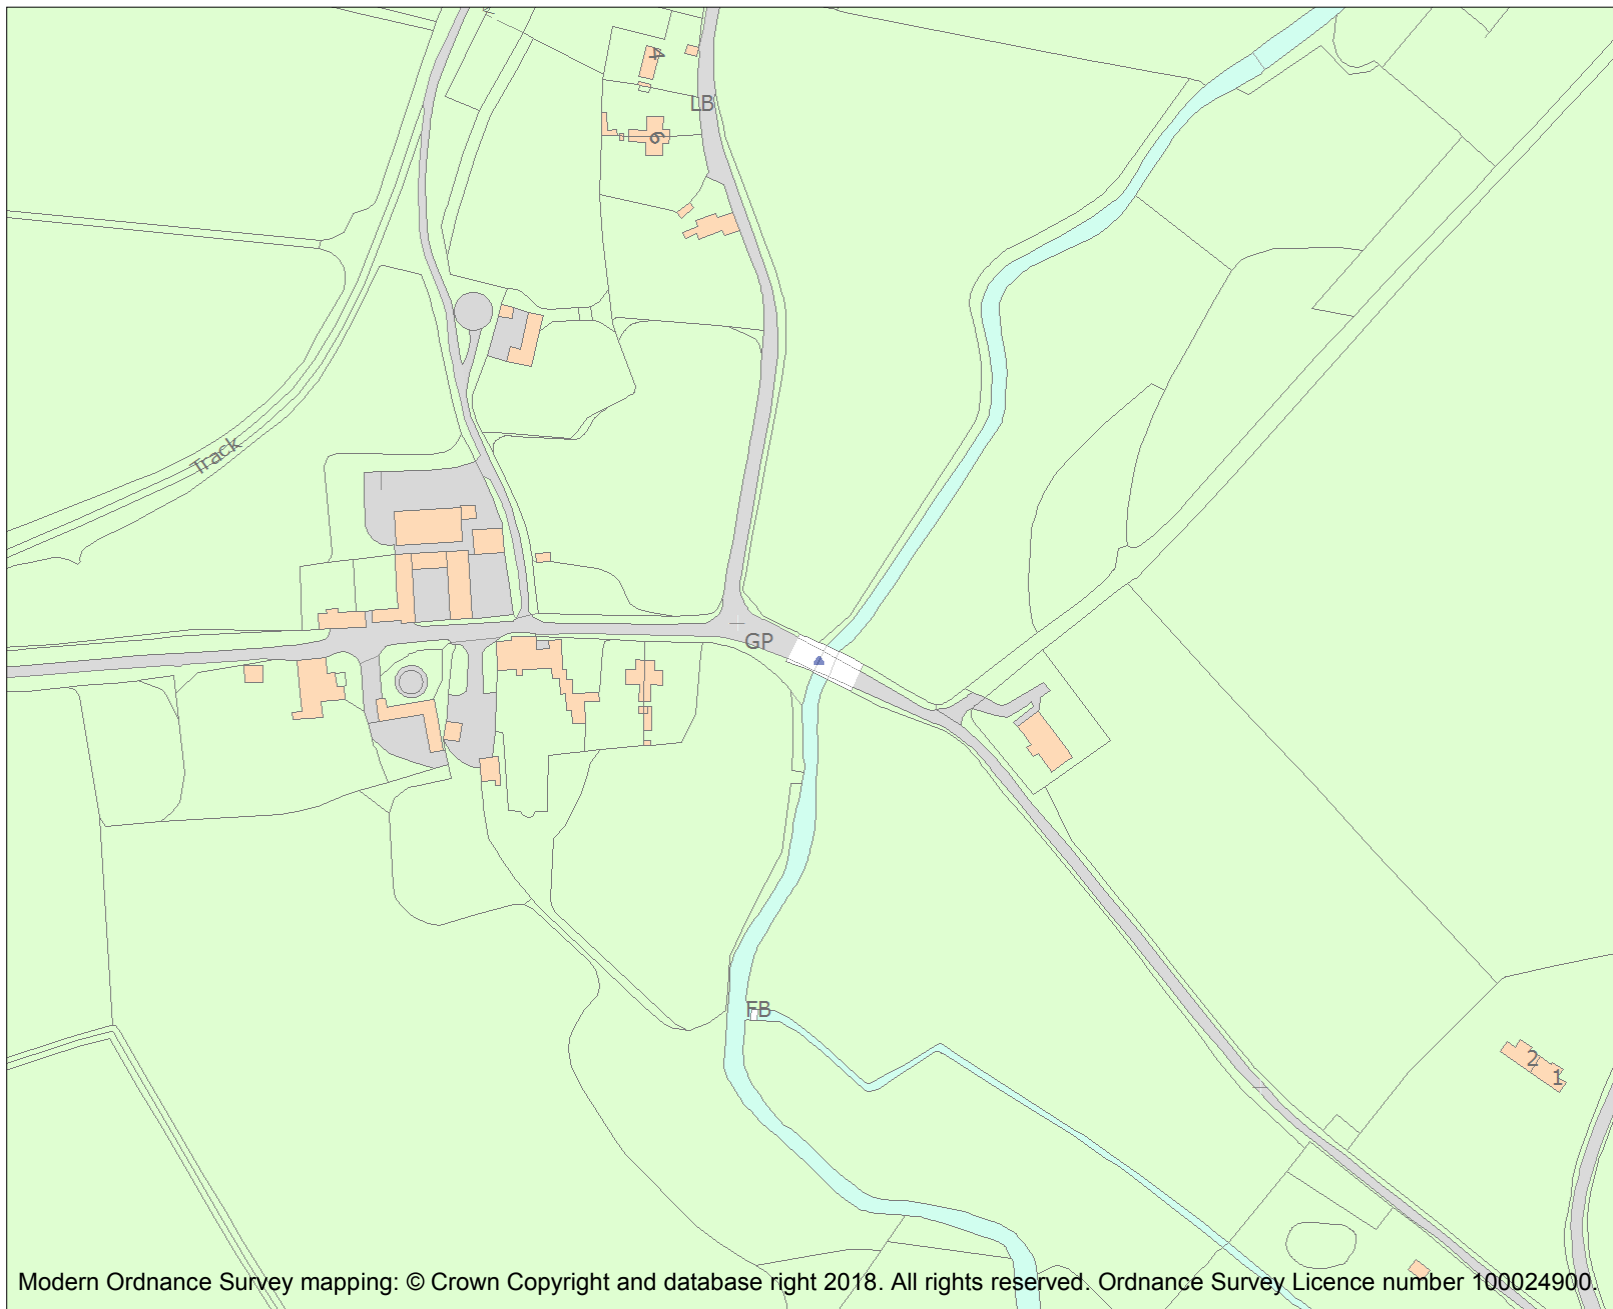 4
LB
6
Track
GP
FB
2
1
Modern Ordnance Survey mapping: © Crown Copyright and database right 2018. All rights reserved. Ordnance Survey Licence number 100024900.